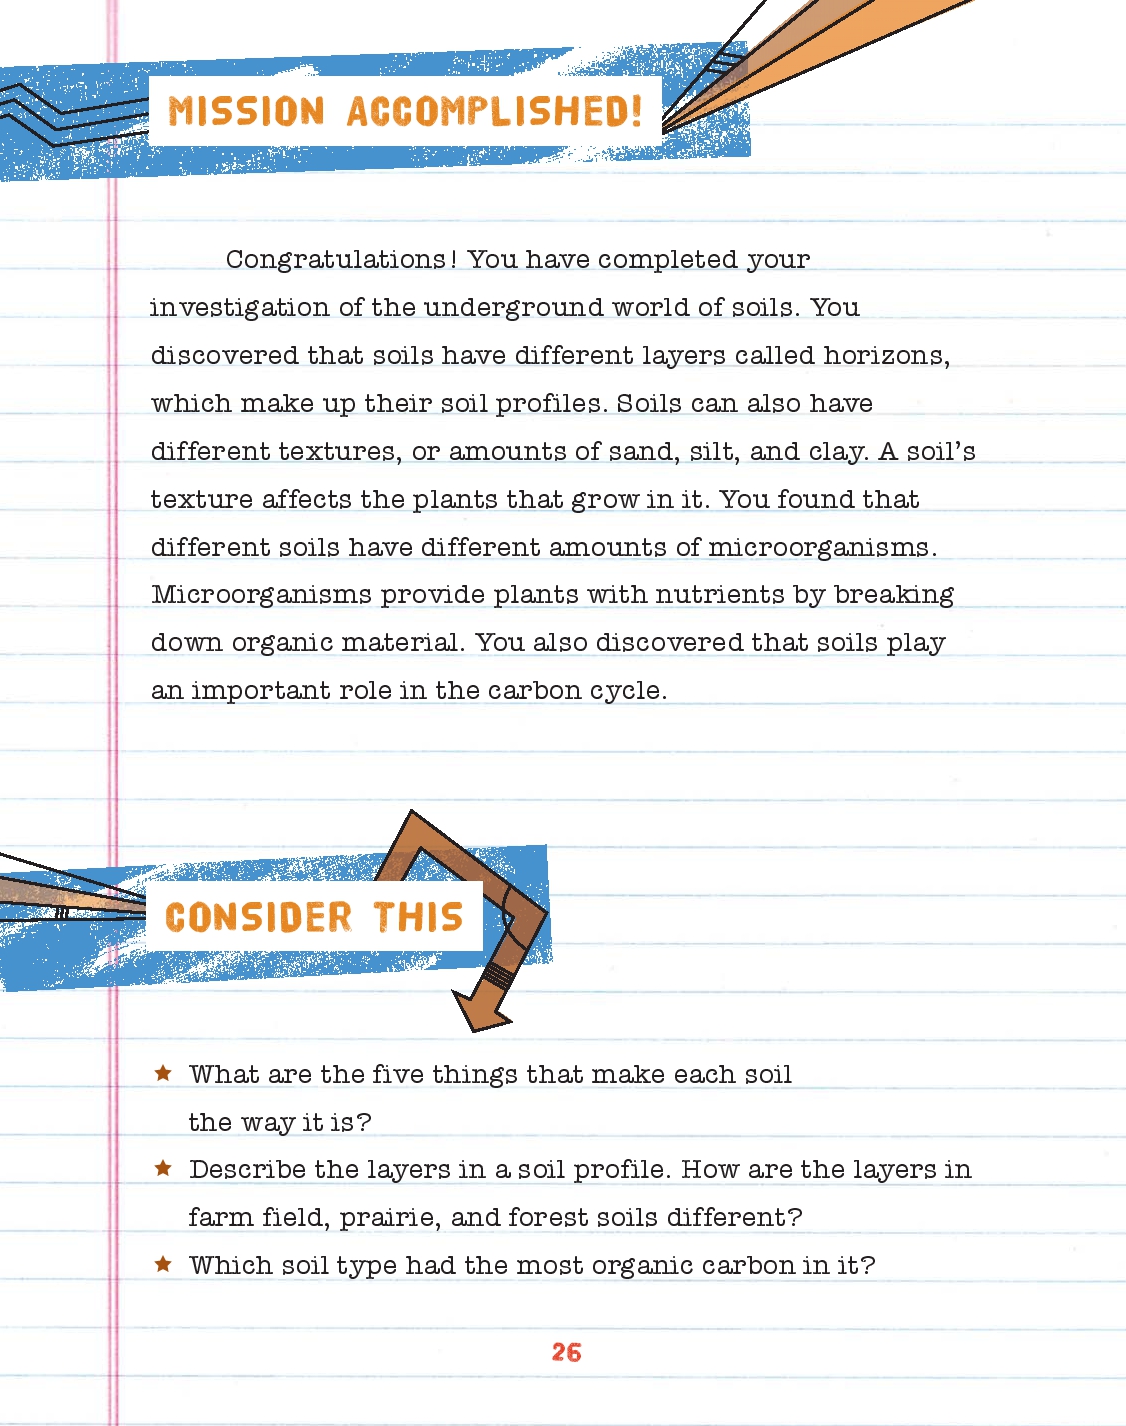 MISSION ACCOMPLISHED!
Congratulations! You have completed your
investigation of the underground world of soils. You
discovered that soils have different layers called horizons,
which make up their soil profiles. Soils can also have
different textures, or amounts of sand, silt, and clay. A soil's
texture affects the plants that grow in it. You found that
different soils have different amounts of microorganisms.
Microorganisms provide plants with nutrients by breaking
down organic material. You also discovered that soils play
an important role in the carbon cycle.
CONSIDER THIS
★ What are the five things that make each soil
the way it is?
★ Describe the layers in a soil profile. How are the layers in
farm field, prairie, and forest soils different?
★ Which soil type had the most organic carbon in it?
26